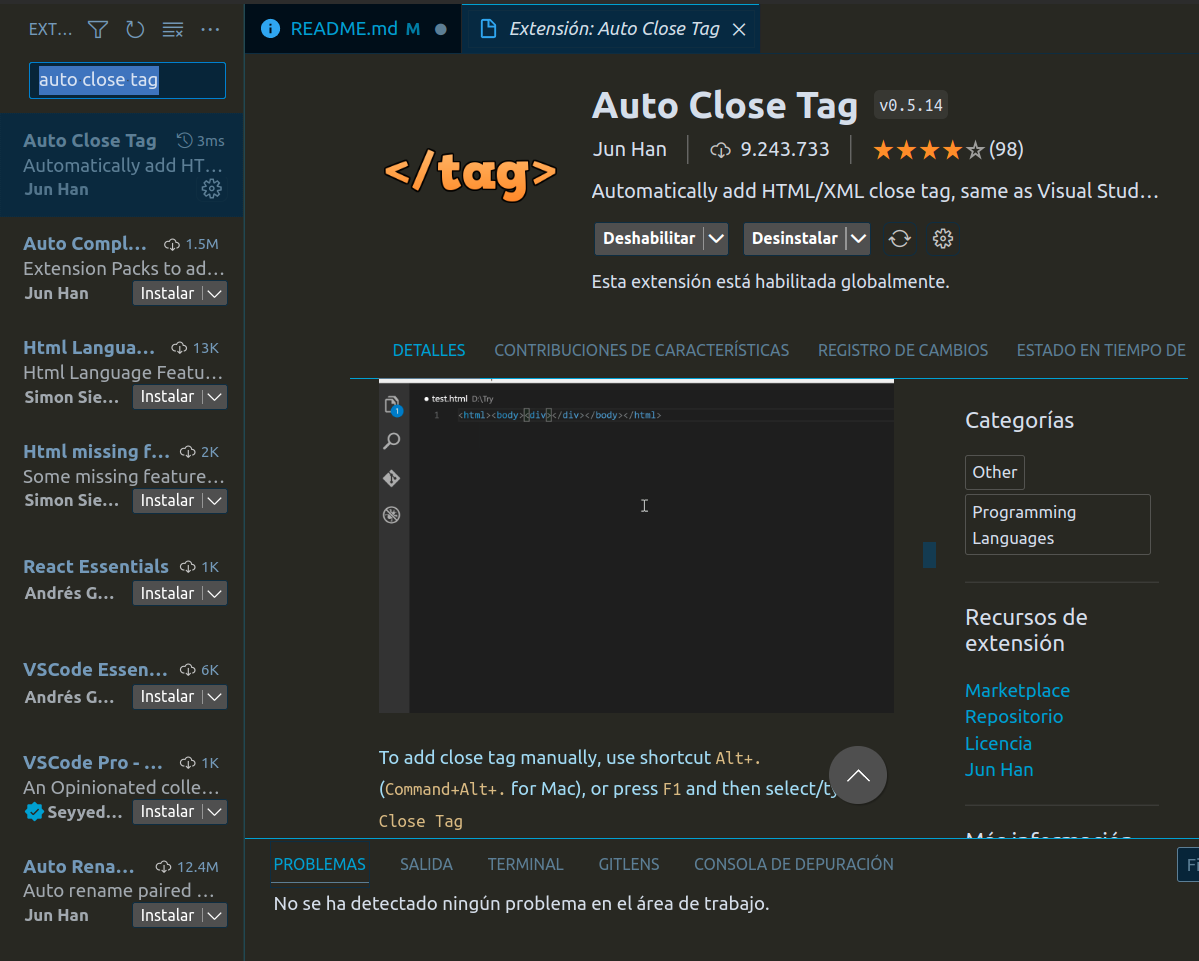 EXT...
auto close tag
Auto Close Tag 3ms
Automatically add HT...
Jun Han
Auto Compl... 1.5M
Extension Packs to ad...
Jun Han Instalar
Html Langua... 13K
Html Language Featu...
Simon Sie... Instalar
Html missing f... 2K
Some missing feature...
Simon Sie... Instalar
React Essentials 1K
Andrés G... Instalar
VSCode Essen... 6K
Andrés G... Instalar
VSCode Pro - ... 1K
An Opinionated colle...
Seyyed... Instalar
Auto Rena... 12.4M
Auto rename paired ...
Jun Han Instalar
README.md M
Extensión: Auto Close Tag
</tag>
Auto Close Tag v0.5.14
Jun Han 9.243.733 (98)
Automatically add HTML/XML close tag, same as Visual Stud...
Deshabilitar Desinstalar
Esta extensión está habilitada globalmente.
DETALLES CONTRIBUCIONES DE CARACTERÍSTICAS REGISTRO DE CAMBIOS ESTADO EN TIEMPO DE
test.html D:\Try
1 <html><body><div></div></body></html>
1
To add close tag manually, use shortcut Alt+.
(Command+Alt+. for Mac), or press F1 and then select/ty
Close Tag
Categorías
Other
Programming
Languages
Recursos de
extensión
Marketplace
Repositorio
Licencia
Jun Han
Más información
PROBLEMAS SALIDA TERMINAL GITLENS CONSOLA DE DEPURACIÓN
Fi
No se ha detectado ningún problema en el área de trabajo.